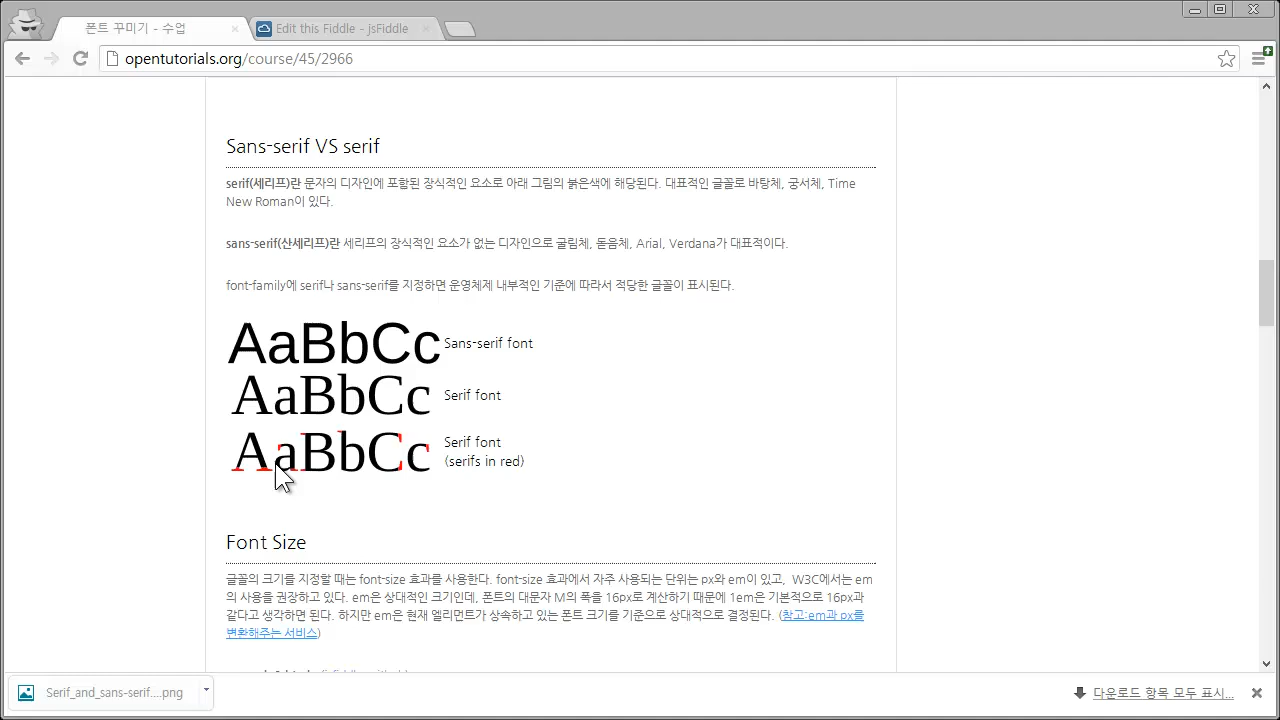 폰트 꾸미기 - 수업
Edit this Fiddle - jsFiddle
opentutorials.org/course/45/2966
Sans-serif VS serif
serif(세리프)란 문자의 디자인에 포함된 장식적인 요소로 아래 그림의 붉은색에 해당된다. 대표적인 글꼴로 바탕체, 궁서체, Time
New Roman이 있다.
sans-serif(산세리프)란 세리프의 장식적인 요소가 없는 디자인으로 굴림체, 돋음체, Arial, Verdana가 대표적이다.
font-family에 serif나 sans-serif를 지정하면 운영체제 내부적인 기준에 따라서 적당한 글꼴이 표시된다.
AaBbCc Sans-serif font
AaBbCc Serif font
AaBbCc Serif font
(serifs in red)
Font Size
글꼴의 크기를 지정할 때는 font-size 효과를 사용한다. font-size 효과에서 자주 사용되는 단위는 px와 em이 있고, W3C에서는 em
의 사용을 권장하고 있다. em은 상대적인 크기인데, 폰트의 대문자 M의 폭을 16px로 계산하기 때문에 1em은 기본적으로 16px과
같다고 생각하면 된다. 하지만 em은 현재 엘리먼트가 상속하고 있는 폰트 크기를 기준으로 상대적으로 결정된다. (참고:em과 px를
변환해주는 서비스)
Serif_and_sans-serif....png
다운로드 항목 모두 표시...